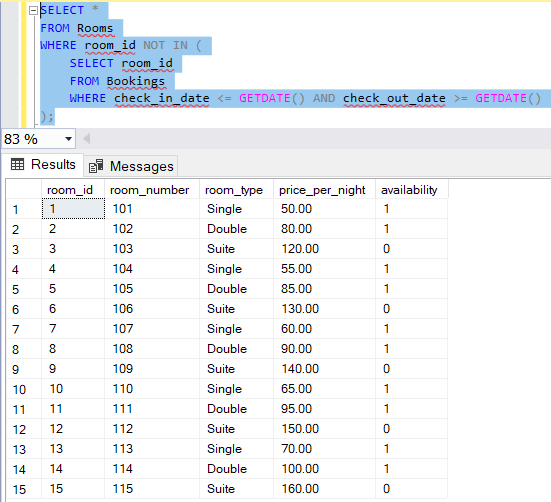 SELECT *
FROM Rooms
WHERE room_id NOT IN (
SELECT room_id
FROM Bookings
WHERE check_in_date <= GETDATE() AND check_out_date >= GETDATE()
);
83 %
Results Messages
room_id room_number room_type price_per_night availability
1 1 101 Single 50.00 1
2 2 102 Double 80.00 1
3 3 103 Suite 120.00 0
4 4 104 Single 55.00 1
5 5 105 Double 85.00 1
6 6 106 Suite 130.00 0
7 7 107 Single 60.00 1
8 8 108 Double 90.00 1
9 9 109 Suite 140.00 0
10 10 110 Single 65.00 1
11 11 111 Double 95.00 1
12 12 112 Suite 150.00 0
13 13 113 Single 70.00 1
14 14 114 Double 100.00 1
15 15 115 Suite 160.00 0